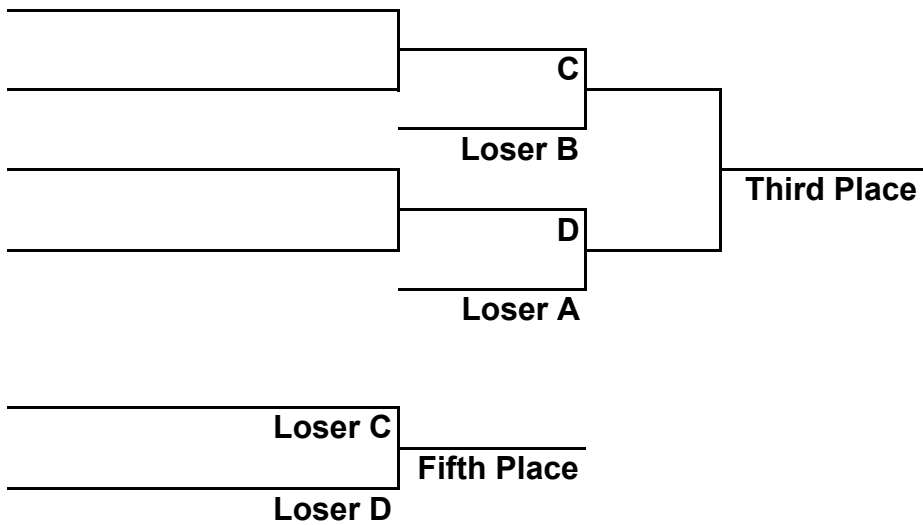 C
Loser B
Third Place
D
Loser A
Loser C
Fifth Place
Loser D